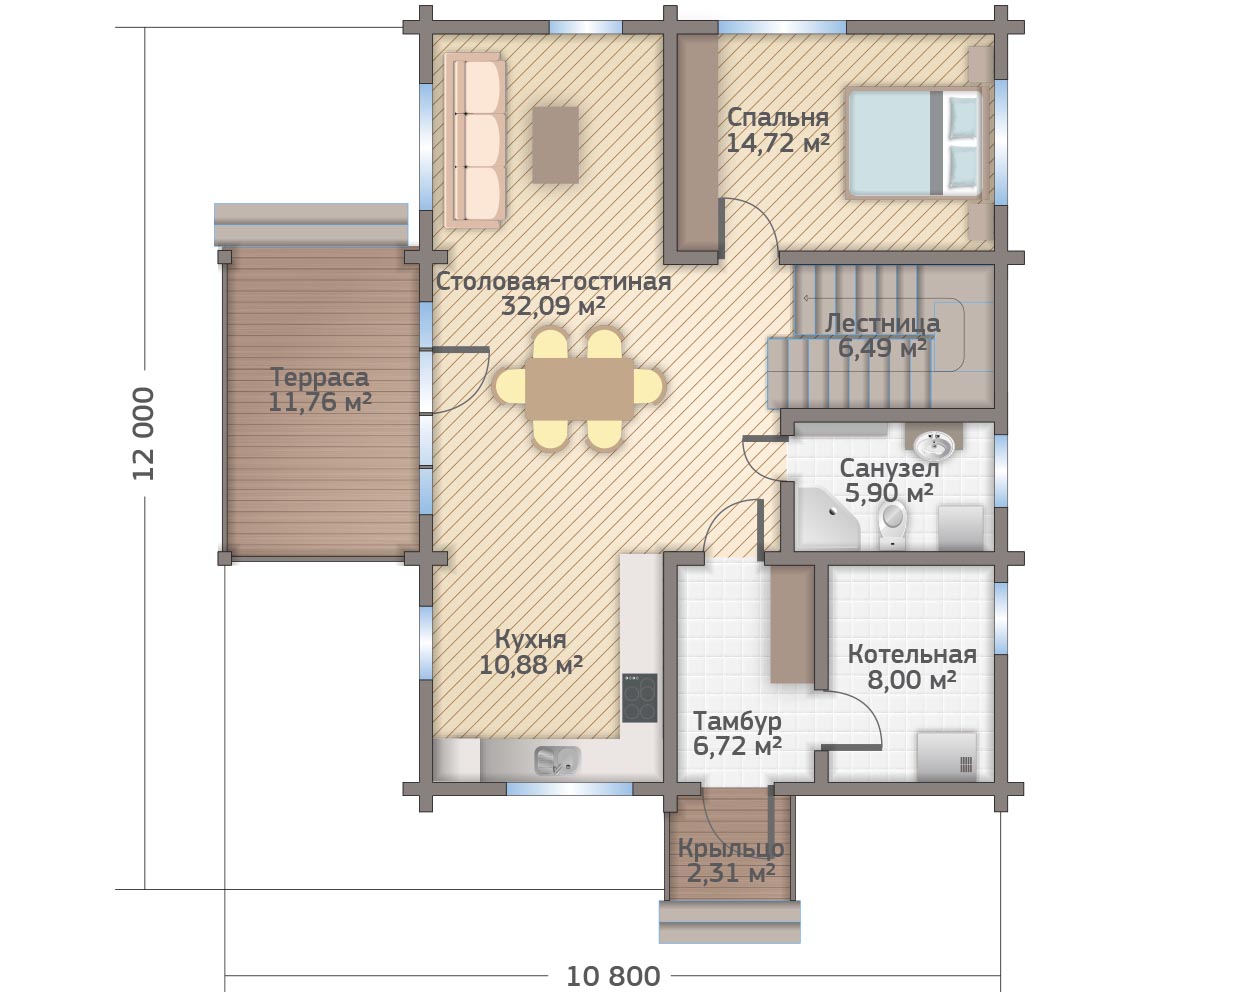 Спальня
14,72 м²
Столовая-гостиная
32,09 м²
Лестница
6,49 м²
Терраса
11,76 м²
12 000
Санузел
5,90 м²
Кухня
10,88 м²
Котельная
8,00 м²
Тамбур
6,72 м²
Крыльцо
2,31 м²
10 800